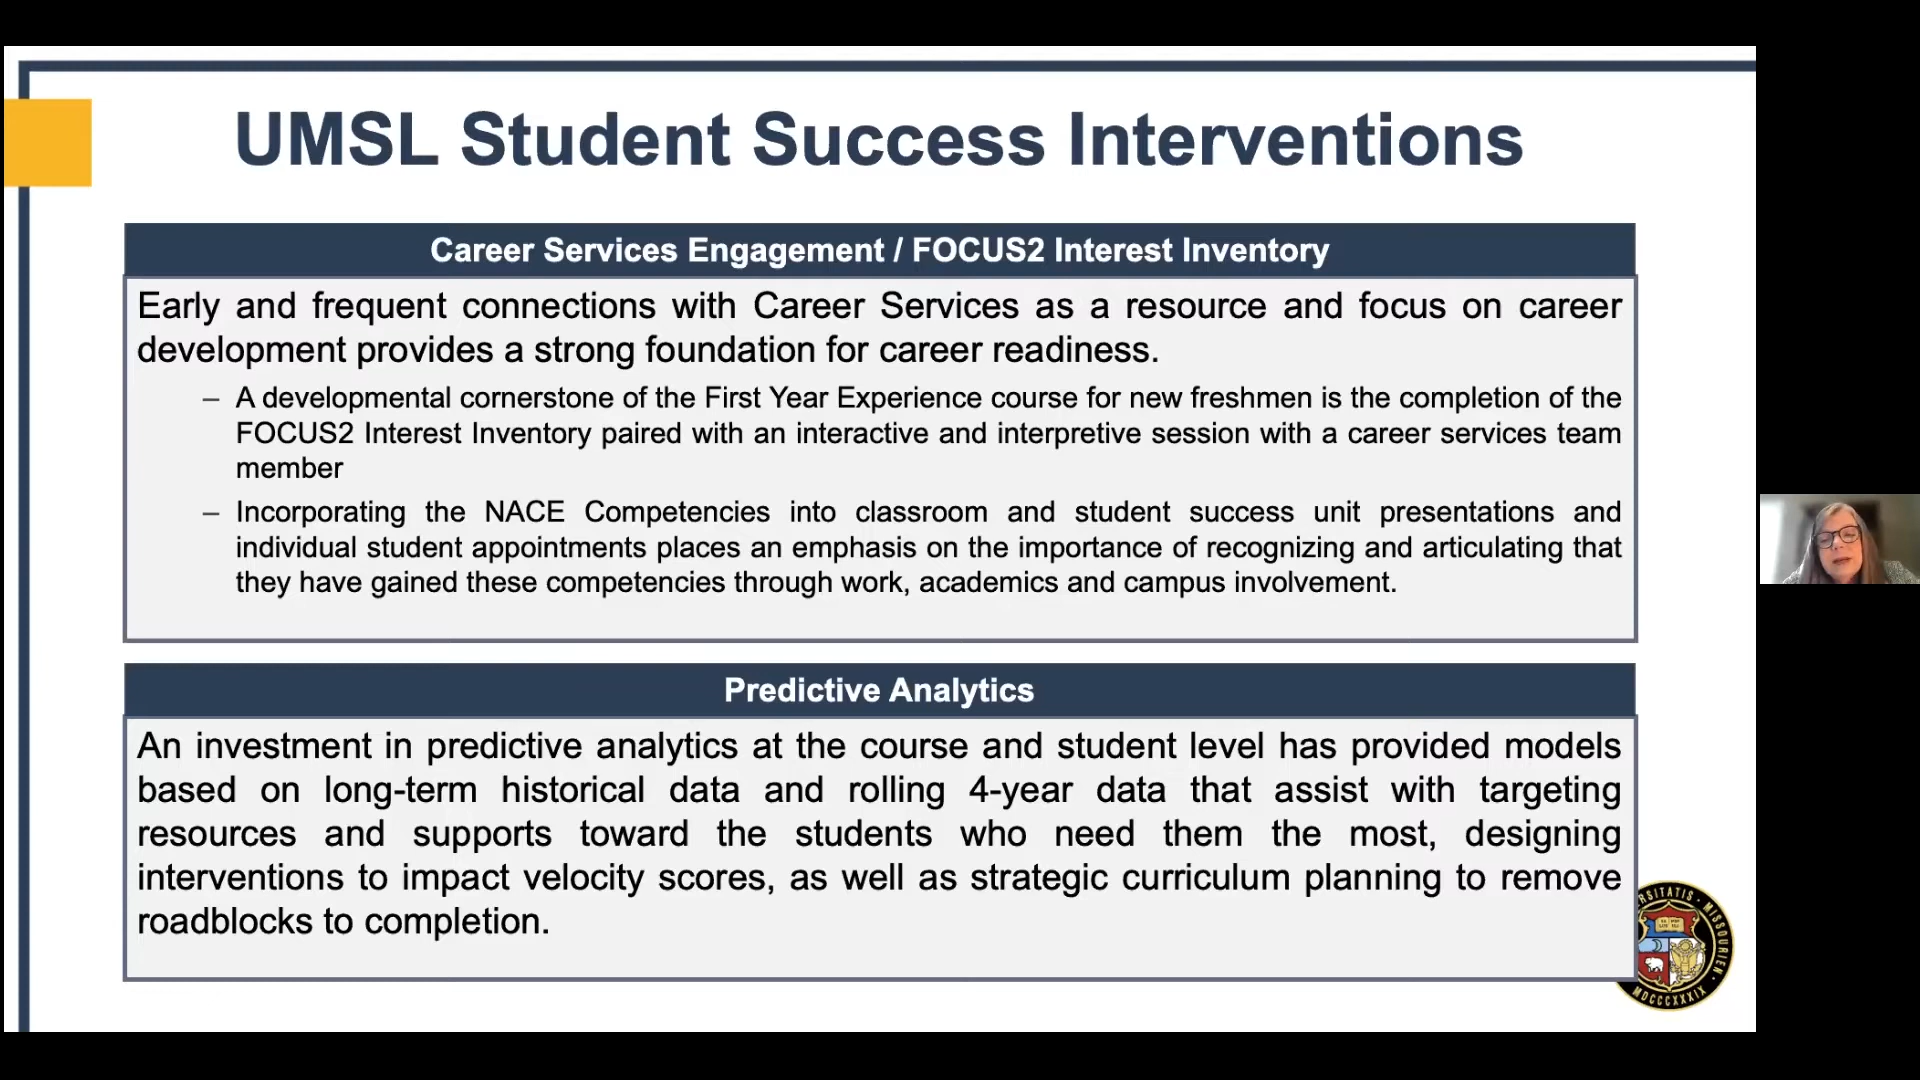 UMSL Student Success Interventions
Career Services Engagement / FOCUS2 Interest Inventory
Early and frequent connections with Career Services as a resource and focus on career
development provides a strong foundation for career readiness.
– A developmental cornerstone of the First Year Experience course for new freshmen is the completion of the
FOCUS2 Interest Inventory paired with an interactive and interpretive session with a career services team
member
– Incorporating the NACE Competencies into classroom and student success unit presentations and
individual student appointments places an emphasis on the importance of recognizing and articulating that
they have gained these competencies through work, academics and campus involvement.
Predictive Analytics
An investment in predictive analytics at the course and student level has provided models
based on long-term historical data and rolling 4-year data that assist with targeting
resources and supports toward the students who need them the most, designing
interventions to impact velocity scores, as well as strategic curriculum planning to remove
roadblocks to completion.
RSITATIS · MISSOURIEN ·
MDCCCXXXIX